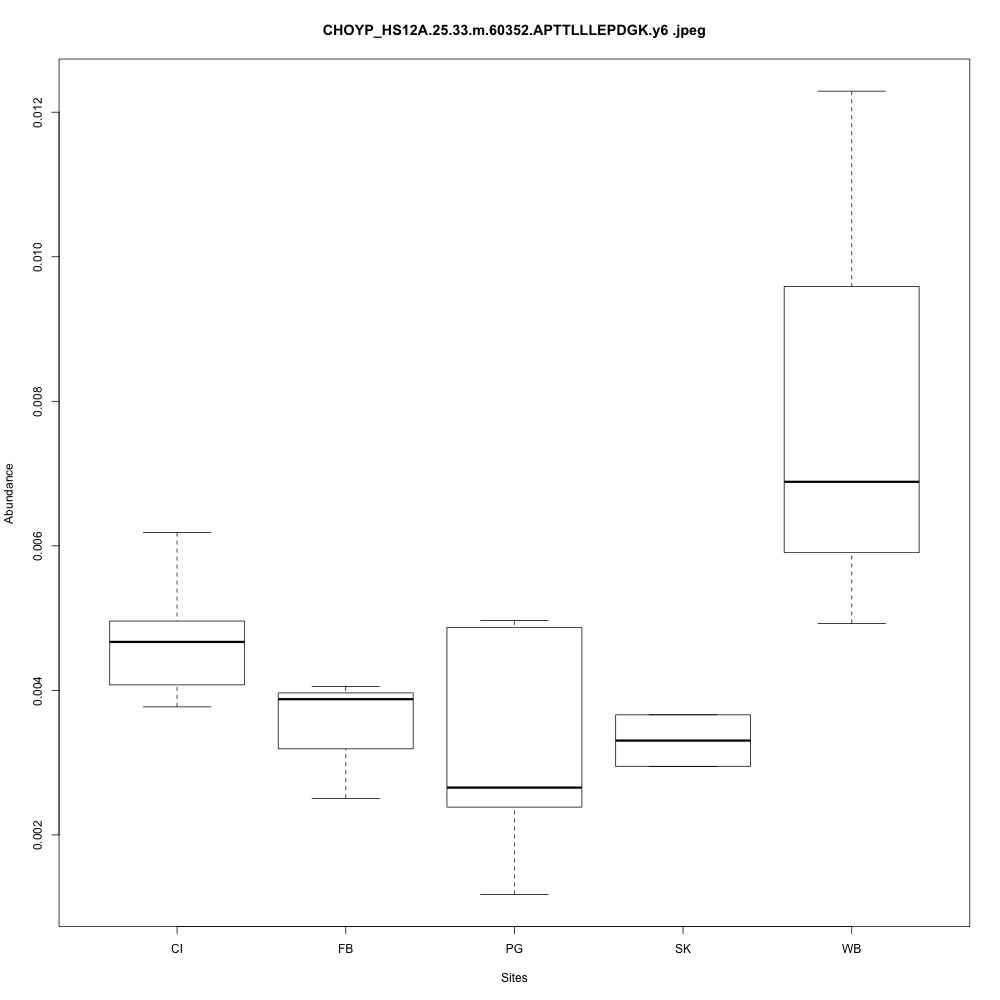 CHOYP_HS12A.25.33.m.60352.APTTLLLEPDGK.y6 .jpeg
0.012
0.010
0.008
0.006
0.004
0.002
Abundance
CI FB PG SK WB
Sites